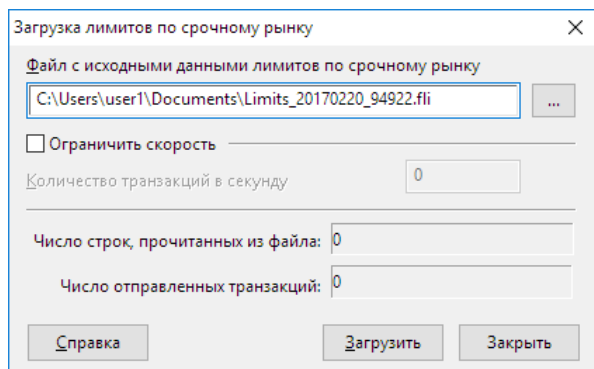 Загрузка лимитов по срочному рынку
Файл с исходными данными лимитов по срочному рынку
C:\Users\user1\Documents\Limits_20170220_94922.fli
...
Ограничить скорость
Количество транзакций в секунду
0
Число строк, прочитанных из файла: 0
Число отправленных транзакций: 0
Справка Загрузить Закрыть